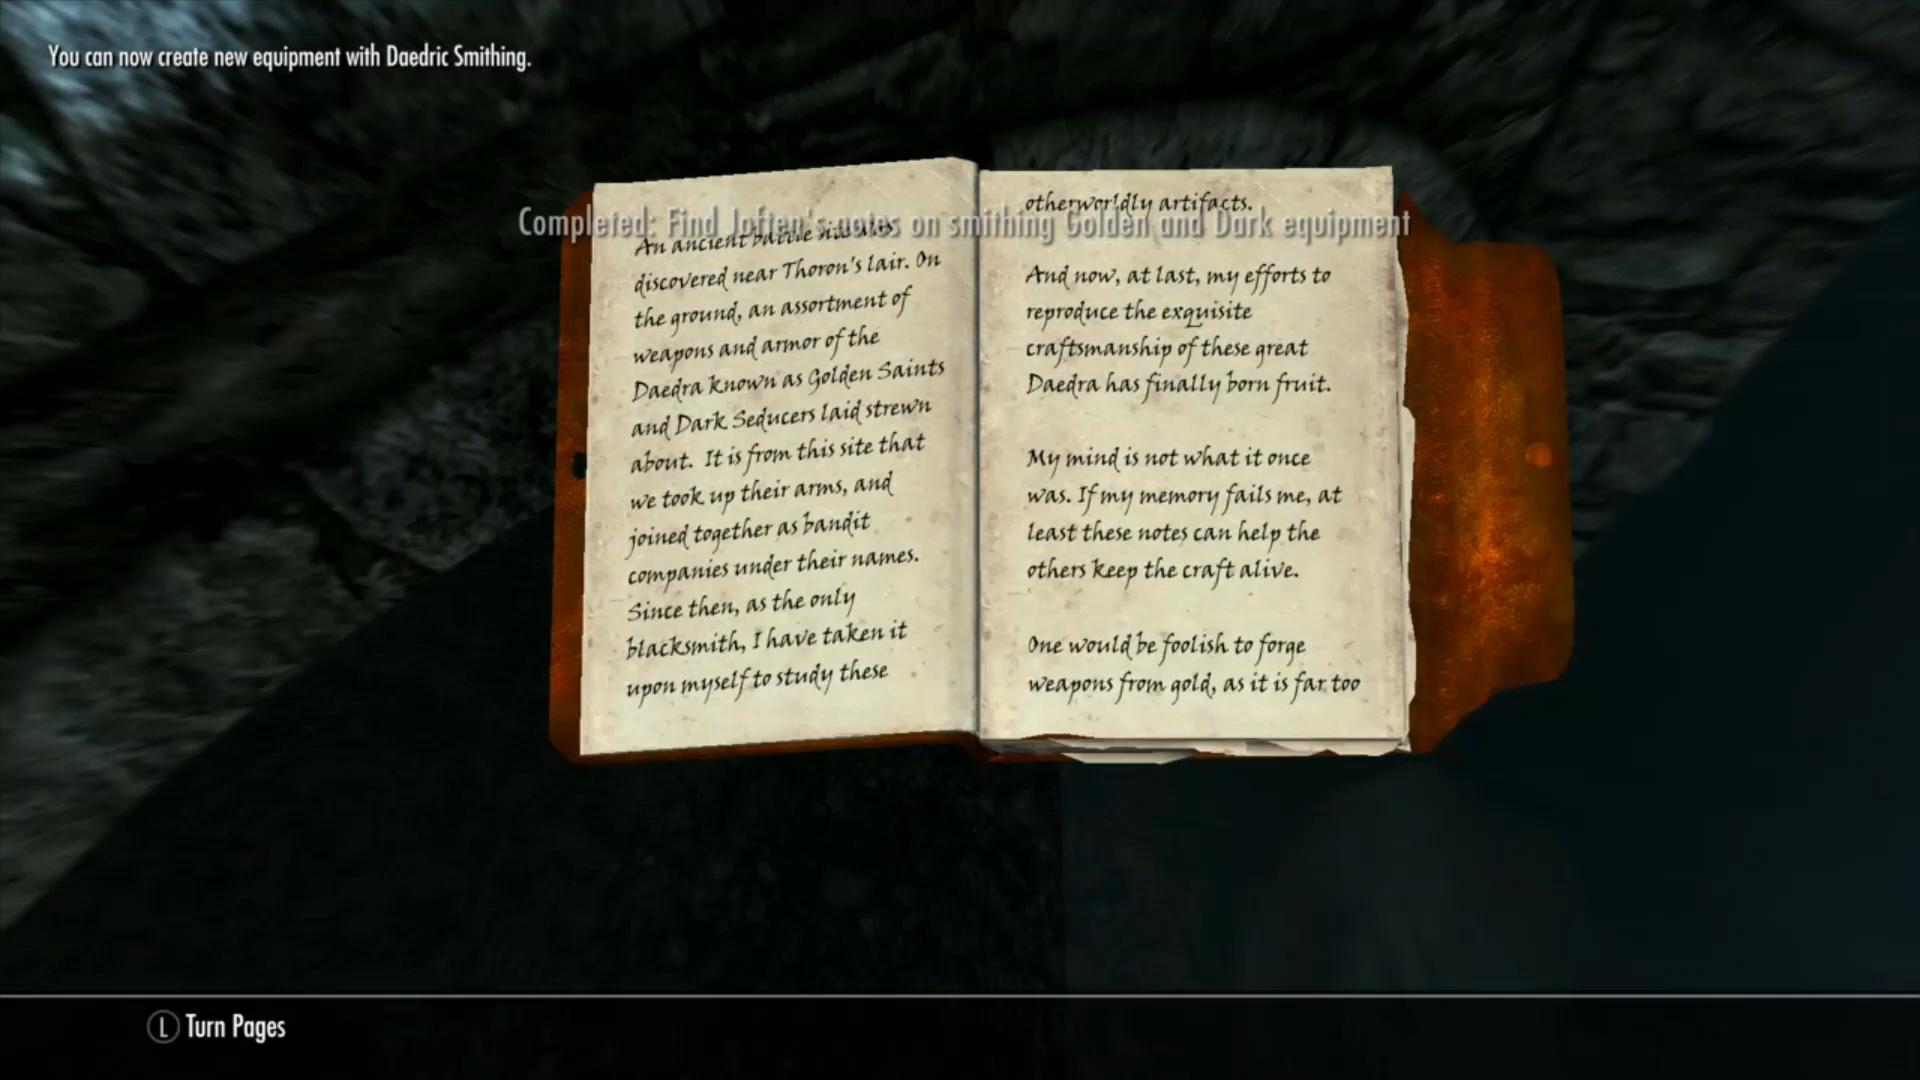 You can now create new equipment with Daedric Smithing.
Completed: Find Joften's notes on smithing Golden and Dark equipment
An ancient battle site was
discovered near Thoron's lair. On
the ground, an assortment of
weapons and armor of the
Daedra known as Golden Saints
and Dark Seducers laid strewn
about. It is from this site that
we took up their arms, and
joined together as bandit
companies under their names.
Since then, as the only
blacksmith, I have taken it
upon myself to study these
otherworldly artifacts.
And now, at last, my efforts to
reproduce the exquisite
craftsmanship of these great
Daedra has finally born fruit.
My mind is not what it once
was. If my memory fails me, at
least these notes can help the
others keep the craft alive.
One would be foolish to forge
weapons from gold, as it is far too
L Turn Pages